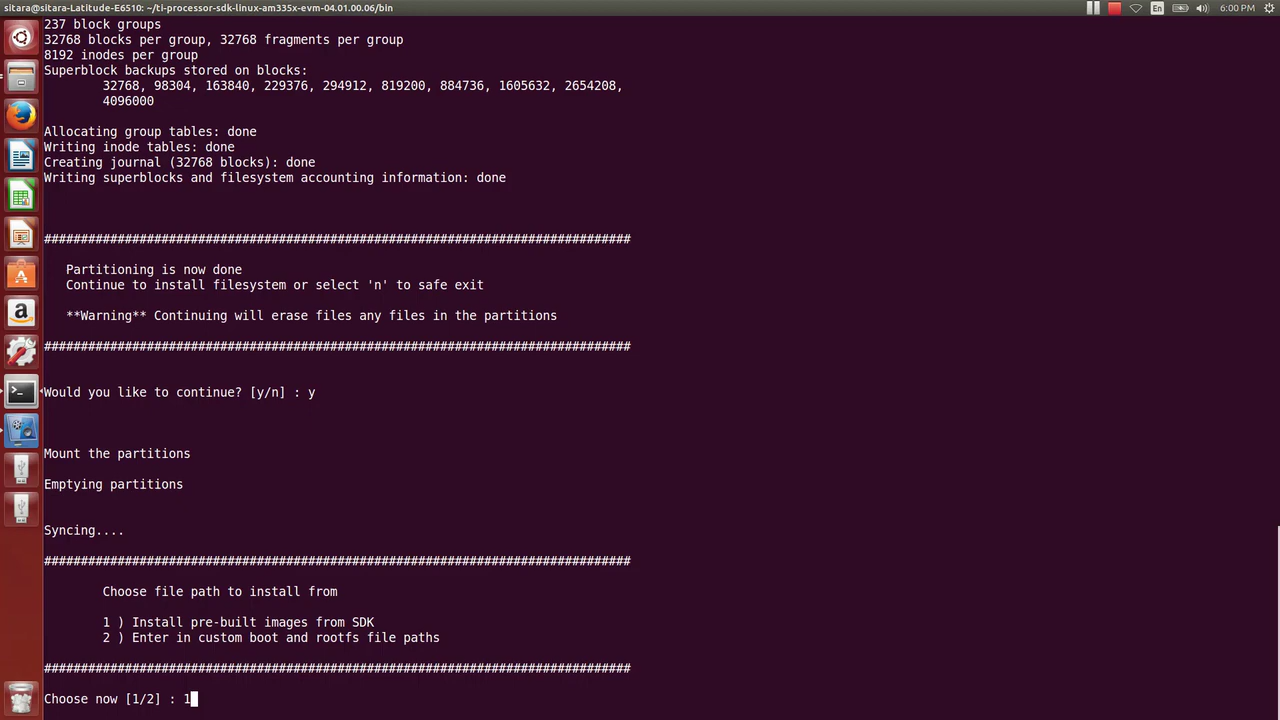 sitara@sitara-Latitude-E6510: ~/ti-processor-sdk-linux-am335x-evm-04.01.00.06/bin
En
6:00 PM
237 block groups
32768 blocks per group, 32768 fragments per group
8192 inodes per group
Superblock backups stored on blocks:
32768, 98304, 163840, 229376, 294912, 819200, 884736, 1605632, 2654208,
4096000
Allocating group tables: done
Writing inode tables: done
Creating journal (32768 blocks): done
Writing superblocks and filesystem accounting information: done
################################################################################
Partitioning is now done
Continue to install filesystem or select 'n' to safe exit
**Warning** Continuing will erase files any files in the partitions
################################################################################
Would you like to continue? [y/n] : y
Mount the partitions
Emptying partitions
Syncing....
################################################################################
Choose file path to install from
1 ) Install pre-built images from SDK
2 ) Enter in custom boot and rootfs file paths
################################################################################
Choose now [1/2] : 1